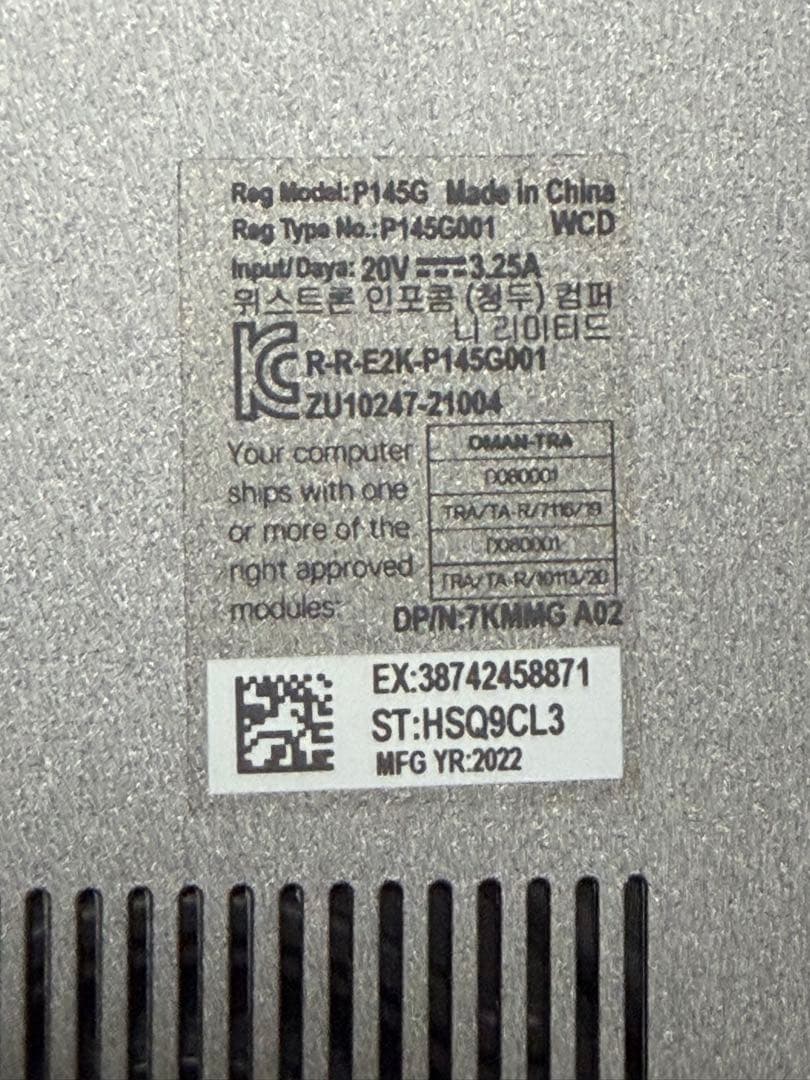 Reg Model: P145G Made in China
Reg Type No.: P145G001 WCD
Input/Daya: 20V ⎓ 3.25A
위스트론 인포콤 (청두) 컴퍼
니 리미티드
R-R-E2K-P145G001
ZU10247-21004
Your computer
ships with one
or more of the
right approved
modules:
OMAN-TRA
D080001
TRA/TA-R/7116/19
D080001
TRA/TA-R/10113/20
DP/N:7KMMG A02
EX:38742458871
ST:HSQ9CL3
MFG YR:2022